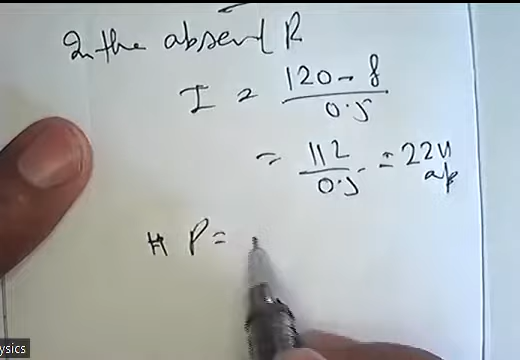 In the absent R
I = 120 - 8
0.5
= 112 = 224
0.5 amp
H P =
ysics